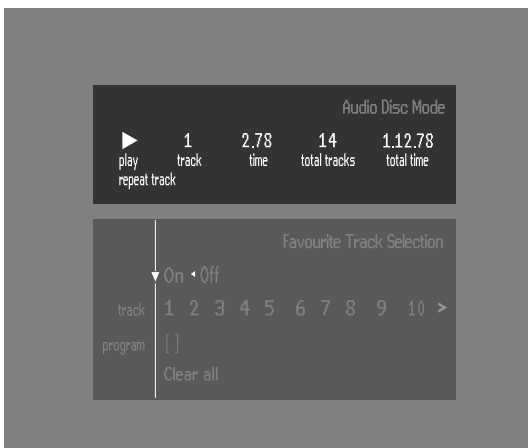 Audio Disc Mode
1 2.78 14 1.12.78
play track time total tracks total time
repeat track
Favourite Track Selection
On Off
track 1 2 3 4 5 6 7 8 9 10 >
program [ ]
Clear all